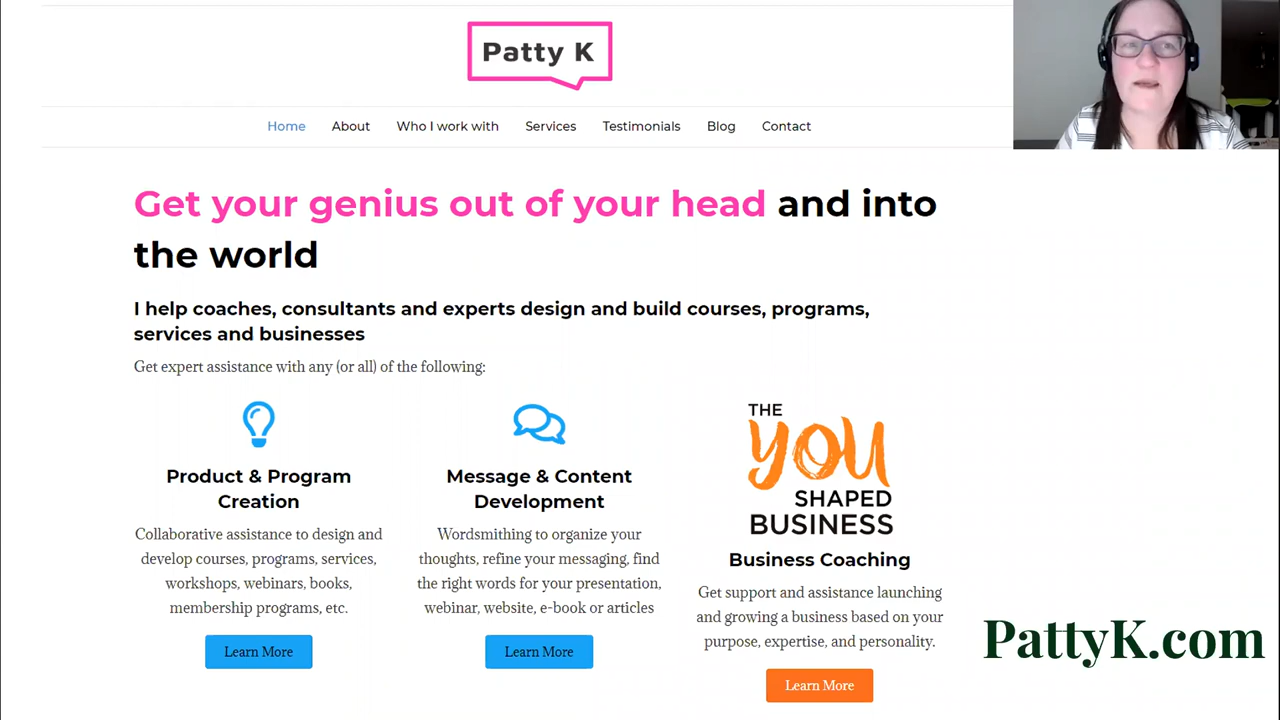 Patty K
Home About Who I work with Services Testimonials Blog Contact
Get your genius out of your head and into
the world
I help coaches, consultants and experts design and build courses, programs,
services and businesses
Get expert assistance with any (or all) of the following:
Product & Program
Creation
Collaborative assistance to design and
develop courses, programs, services,
workshops, webinars, books,
membership programs, etc.
Learn More
Message & Content
Development
Wordsmithing to organize your
thoughts, refine your messaging, find
the right words for your presentation,
webinar, website, e-book or articles
Learn More
THE
YOU
SHAPED
BUSINESS
Business Coaching
Get support and assistance launching
and growing a business based on your
purpose, expertise, and personality.
Learn More
PattyK.com